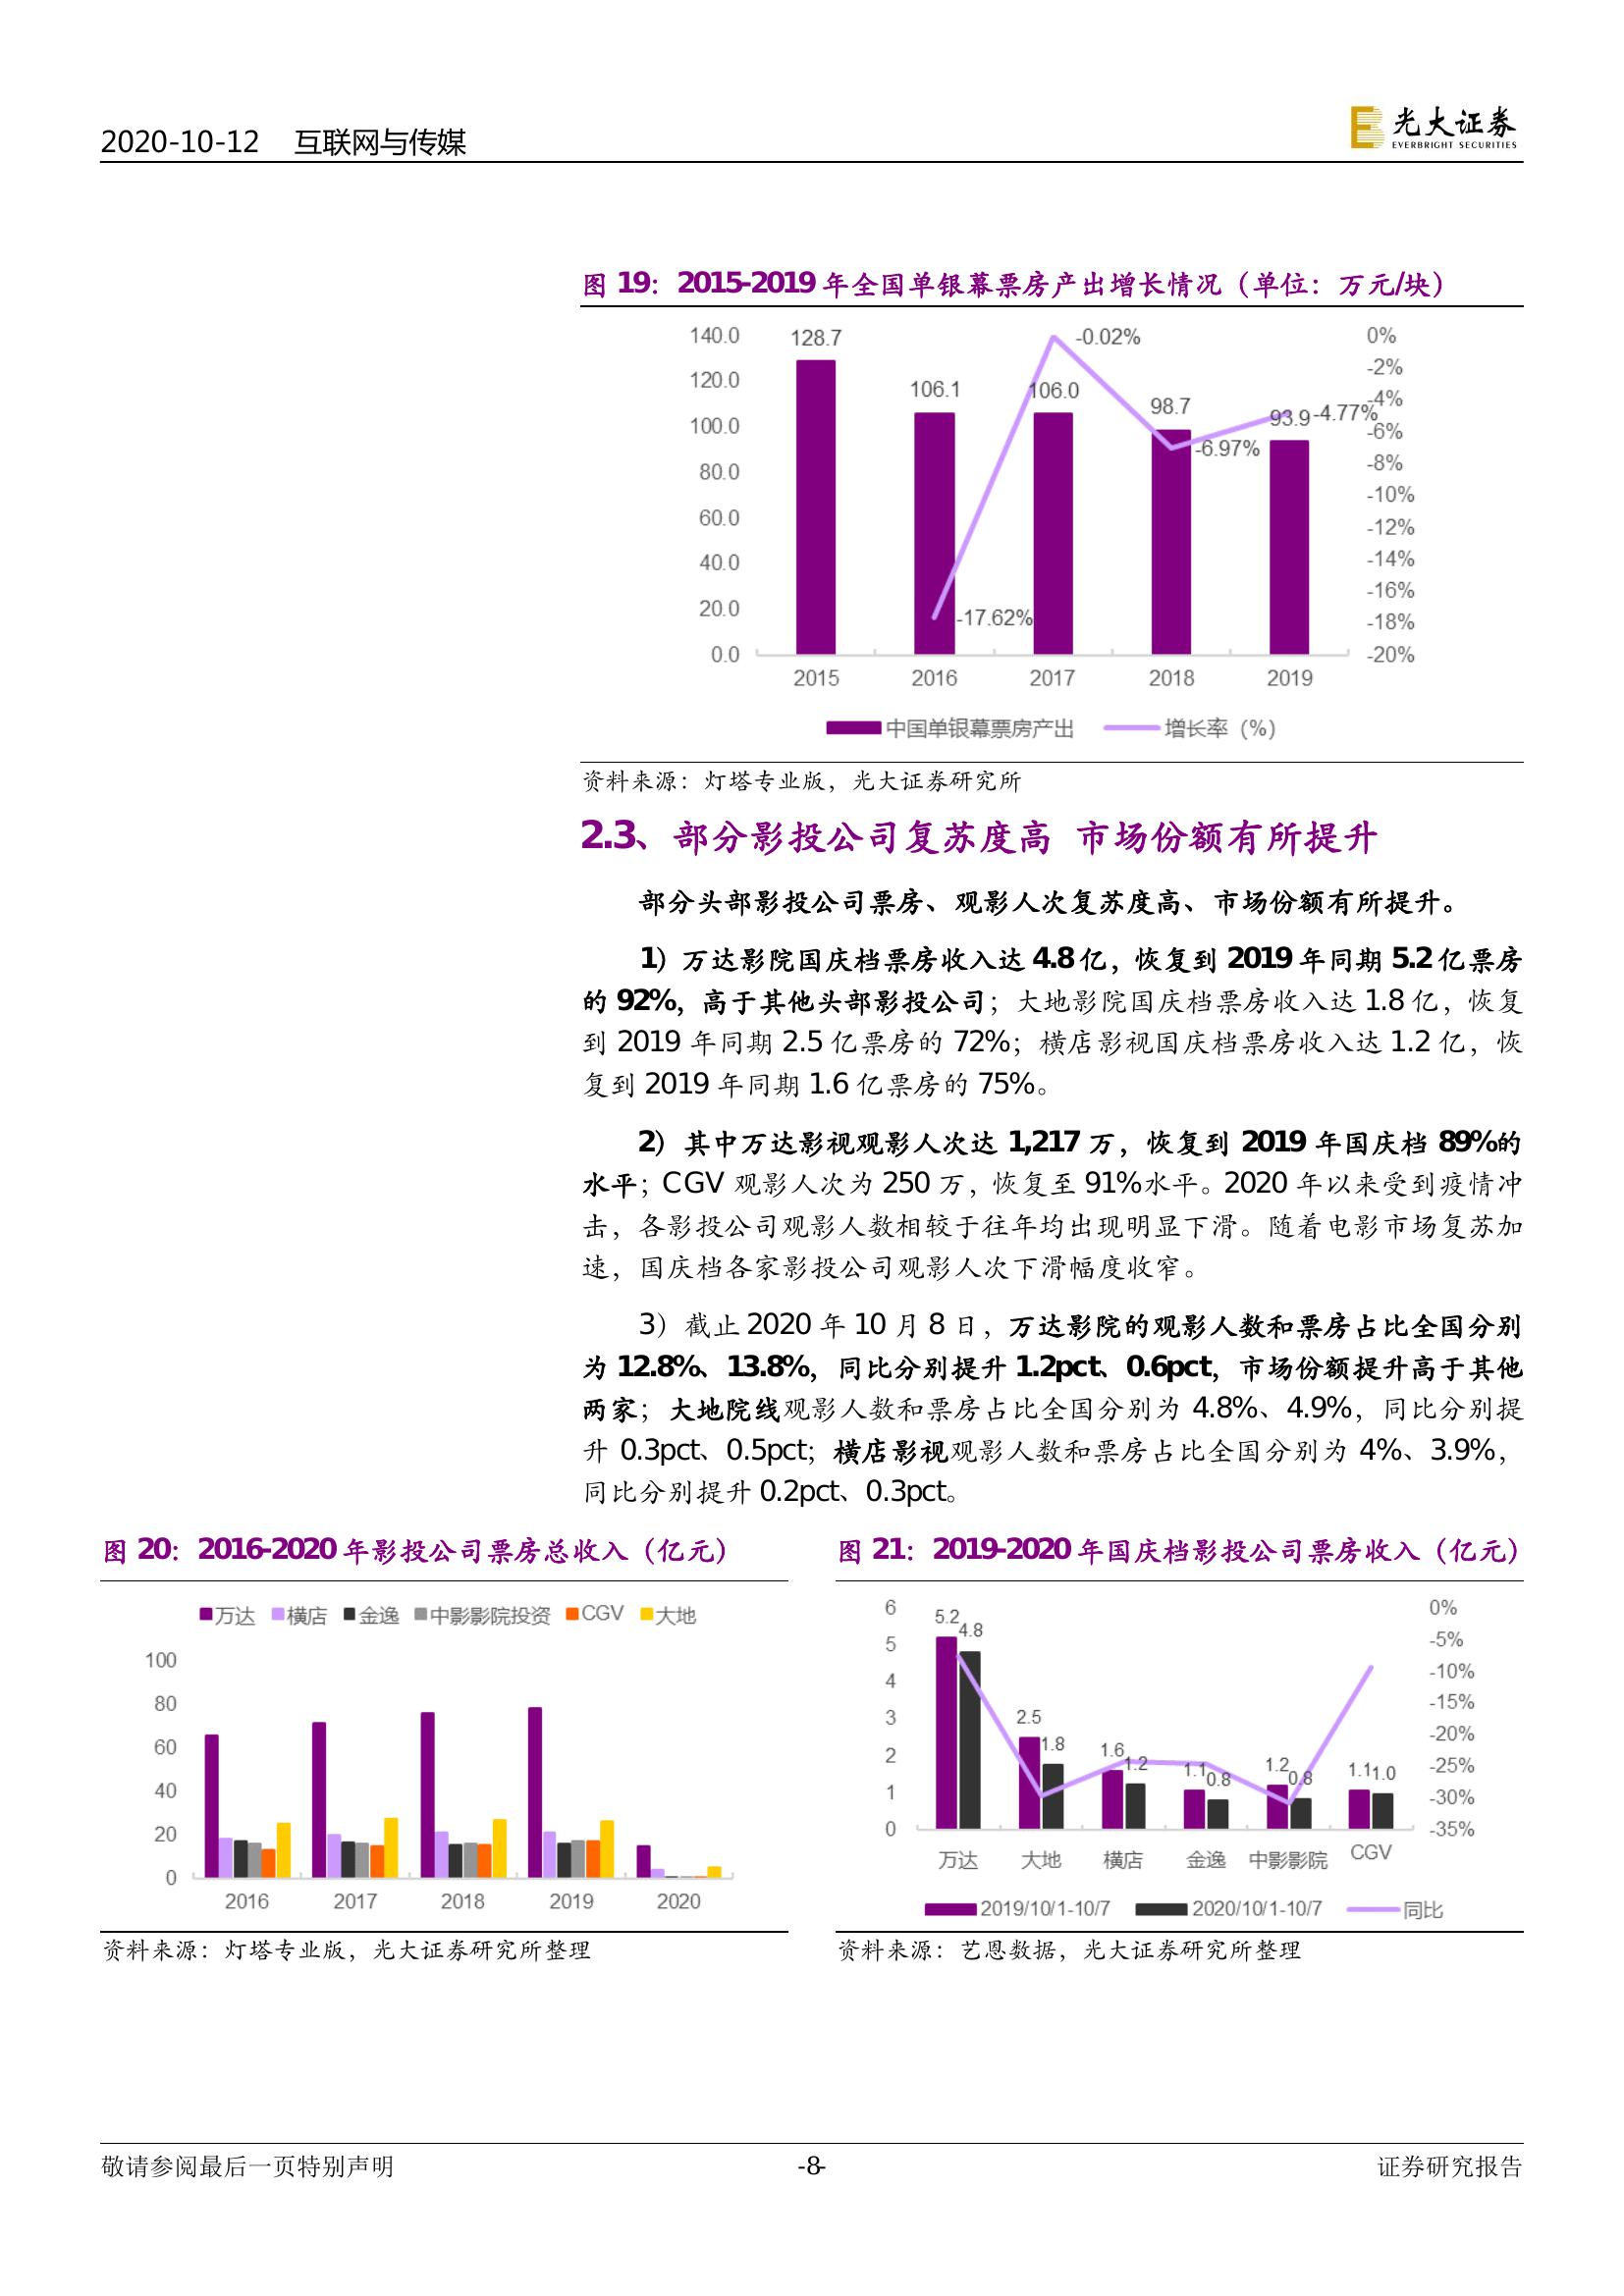 2020-10-12 互联网与传媒
光大证券
EVERBRIGHT SECURITIES
图 19：2015-2019 年全国单银幕票房产出增长情况（单位：万元/块）
140.0
120.0
100.0
80.0
60.0
40.0
20.0
0.0
128.7
106.1
106.0
98.7
93.9
-17.62%
-0.02%
-6.97%
-4.77%
0%
-2%
-4%
-6%
-8%
-10%
-12%
-14%
-16%
-18%
-20%
2015 2016 2017 2018 2019
中国单银幕票房产出 增长率（%）
资料来源：灯塔专业版，光大证券研究所
2.3、部分影投公司复苏度高 市场份额有所提升
部分头部影投公司票房、观影人次复苏度高、市场份额有所提升。
1）万达影院国庆档票房收入达 4.8 亿，恢复到 2019 年同期 5.2 亿票房
的 92%，高于其他头部影投公司；大地影院国庆档票房收入达 1.8 亿，恢复
到 2019 年同期 2.5 亿票房的 72%；横店影视国庆档票房收入达 1.2 亿，恢
复到 2019 年同期 1.6 亿票房的 75%。
2）其中万达影视观影人次达 1,217 万，恢复到 2019 年国庆档 89%的
水平；CGV 观影人次为 250 万，恢复至 91%水平。2020 年以来受到疫情冲
击，各影投公司观影人数相较于往年均出现明显下滑。随着电影市场复苏加
速，国庆档各家影投公司观影人次下滑幅度收窄。
3）截止 2020 年 10 月 8 日，万达影院的观影人数和票房占比全国分别
为 12.8%、13.8%，同比分别提升 1.2pct、0.6pct，市场份额提升高于其他
两家；大地院线观影人数和票房占比全国分别为 4.8%、4.9%，同比分别提
升 0.3pct、0.5pct；横店影视观影人数和票房占比全国分别为 4%、3.9%，
同比分别提升 0.2pct、0.3pct。
图 20：2016-2020 年影投公司票房总收入（亿元）
万达 横店 金逸 中影影院投资 CGV 大地
100
80
60
40
20
0
2016 2017 2018 2019 2020
资料来源：灯塔专业版，光大证券研究所整理
图 21：2019-2020 年国庆档影投公司票房收入（亿元）
6
5
4
3
2
1
0
5.2 4.8
2.5 1.8
1.6 1.2
1.1 0.8
1.2 0.8
1.1 1.0
0%
-5%
-10%
-15%
-20%
-25%
-30%
-35%
万达 大地 横店 金逸 中影影院 CGV
2019/10/1-10/7 2020/10/1-10/7 同比
资料来源：艺恩数据，光大证券研究所整理
敬请参阅最后一页特别声明 -8- 证券研究报告